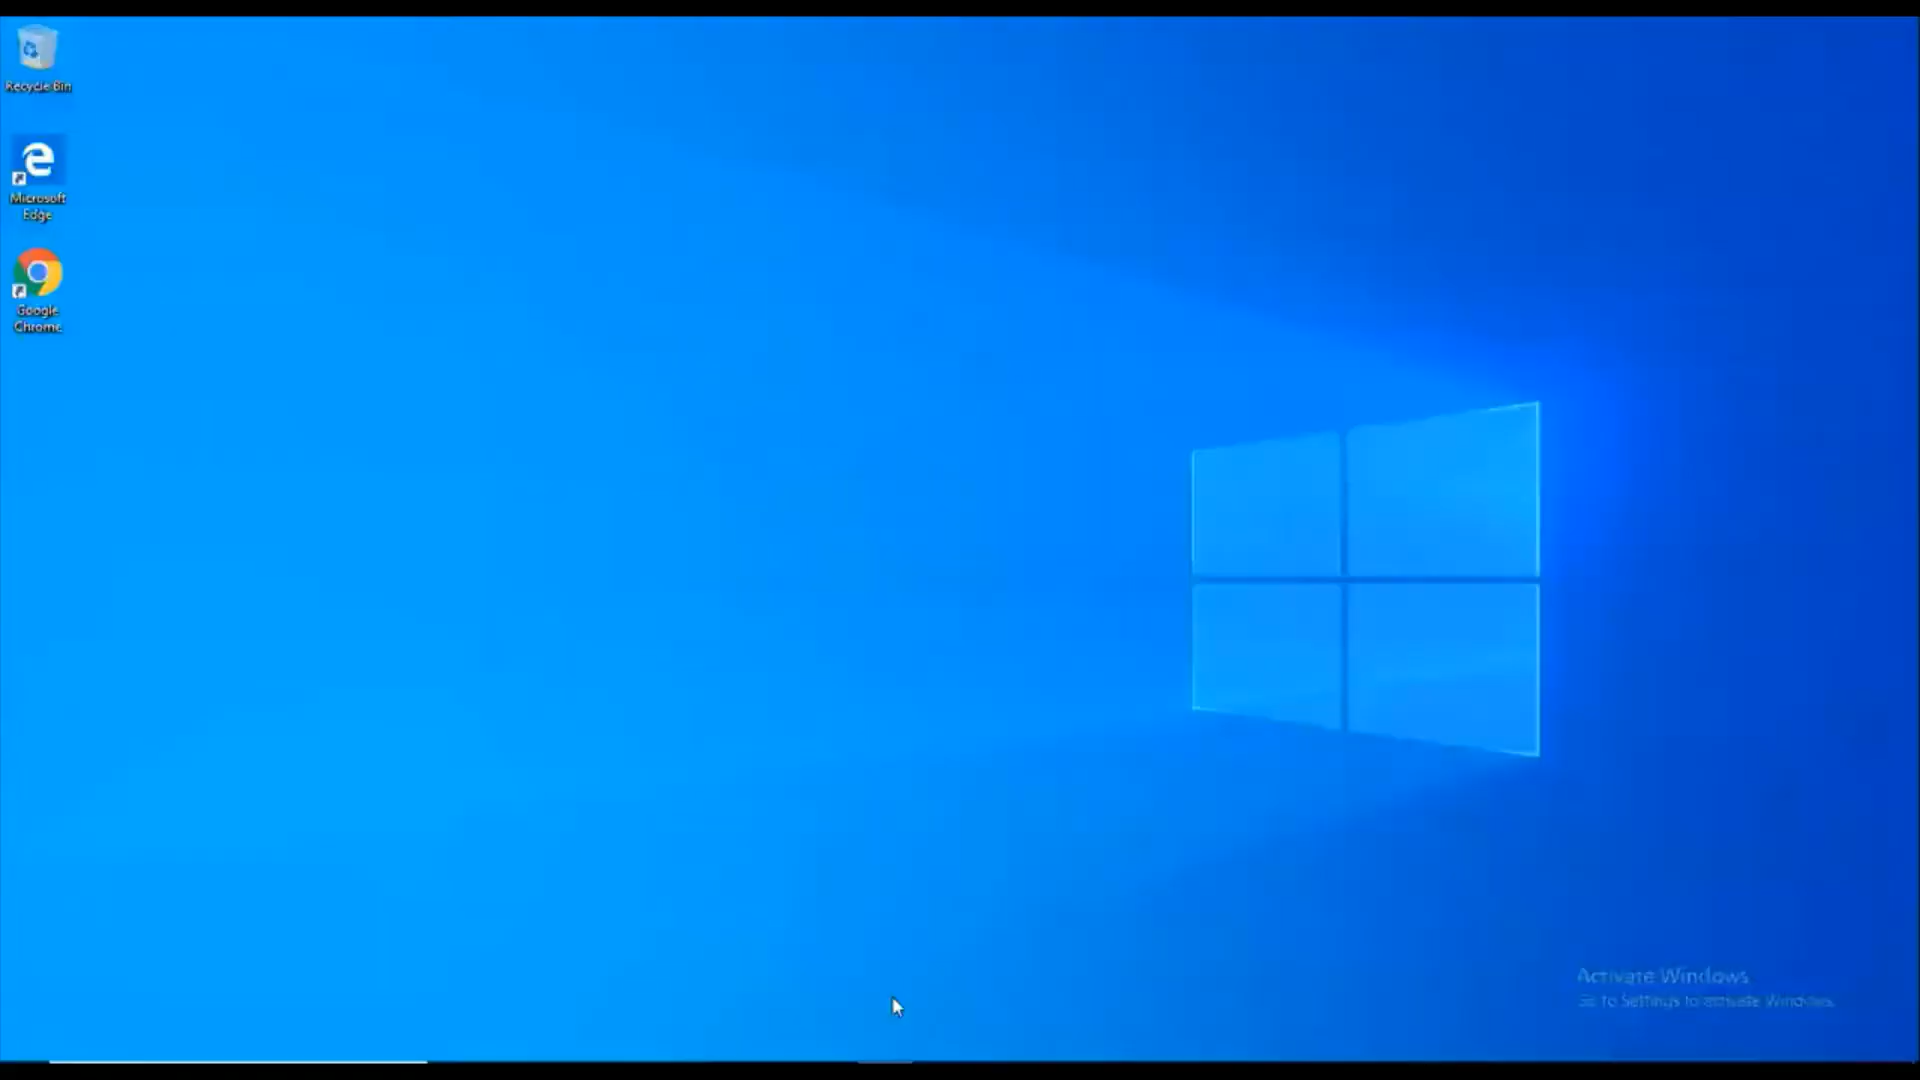 Recycle Bin
Microsoft
Edge
Google
Chrome
Activate Windows
Go to Settings to activate Windows.